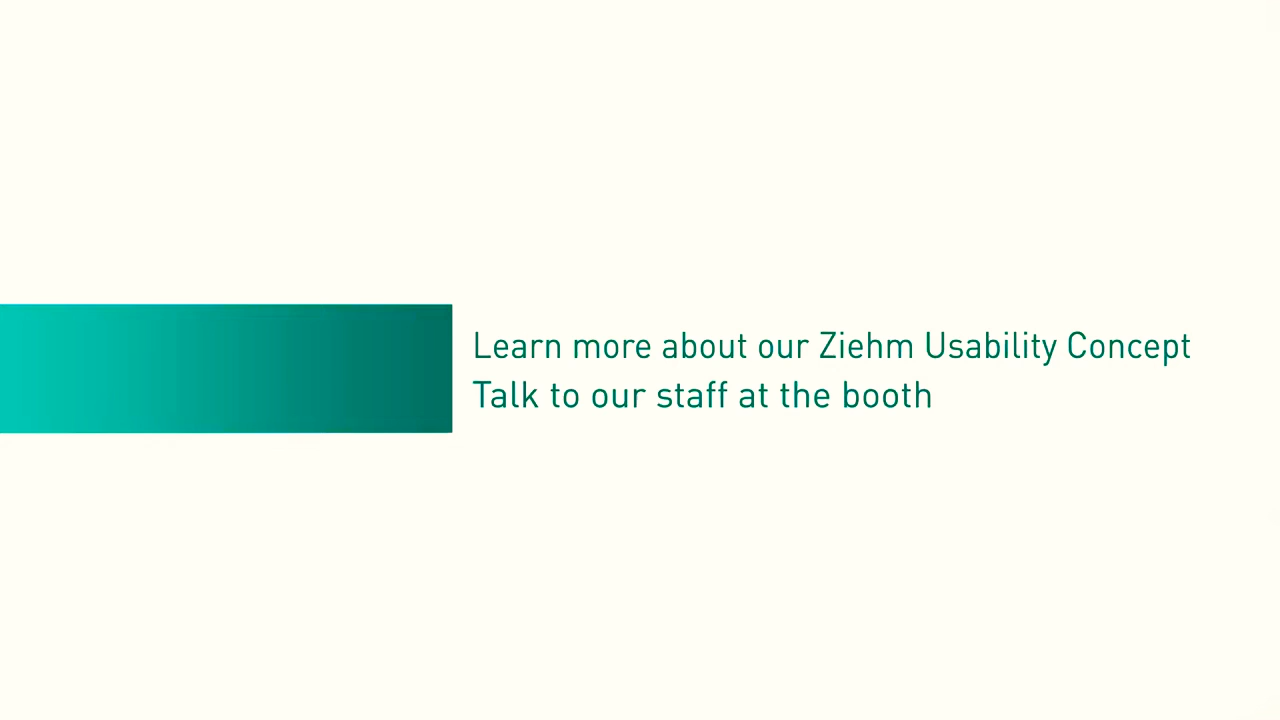 Learn more about our Ziehm Usability Concept
Talk to our staff at the booth